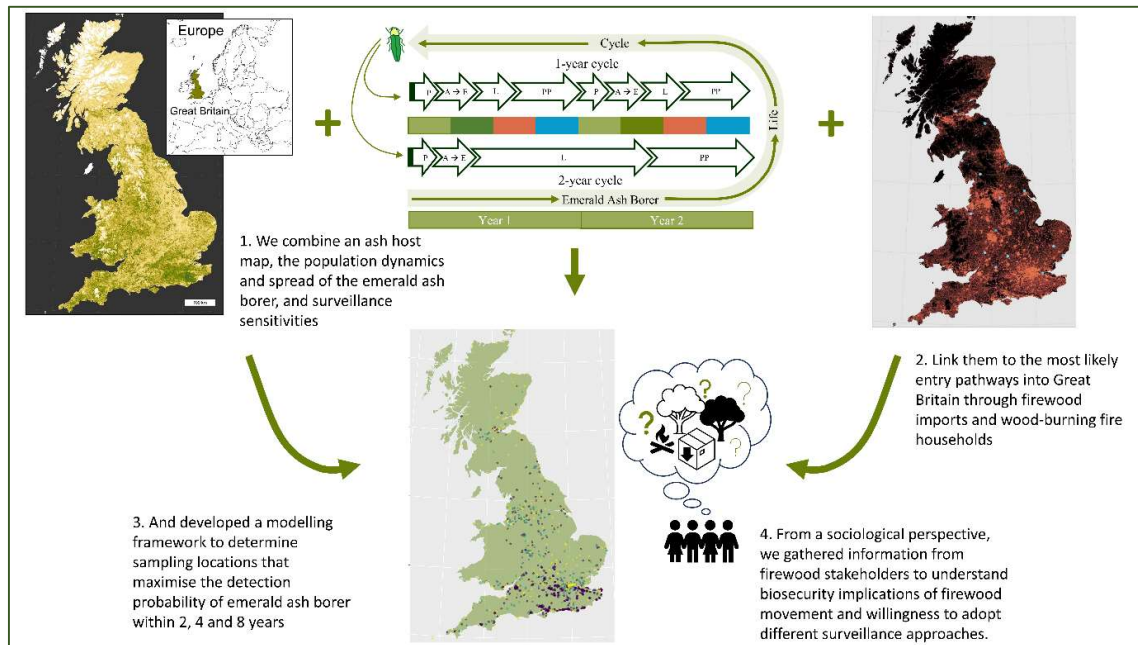 Europe
Great Britain
Cycle
1-year cycle
P A → E L PP P A → E L PP
Life
P A → E L PP
2-year cycle
Emerald Ash Borer
Year 1 Year 2
1. We combine an ash host
map, the population dynamics
and spread of the emerald ash
borer, and surveillance
sensitivities
2. Link them to the most likely
entry pathways into Great
Britain through firewood
imports and wood-burning fire
households
? ? ? ?
3. And developed a modelling
framework to determine
sampling locations that
maximise the detection
probability of emerald ash borer
within 2, 4 and 8 years
4. From a sociological perspective,
we gathered information from
firewood stakeholders to understand
biosecurity implications of firewood
movement and willingness to adopt
different surveillance approaches.